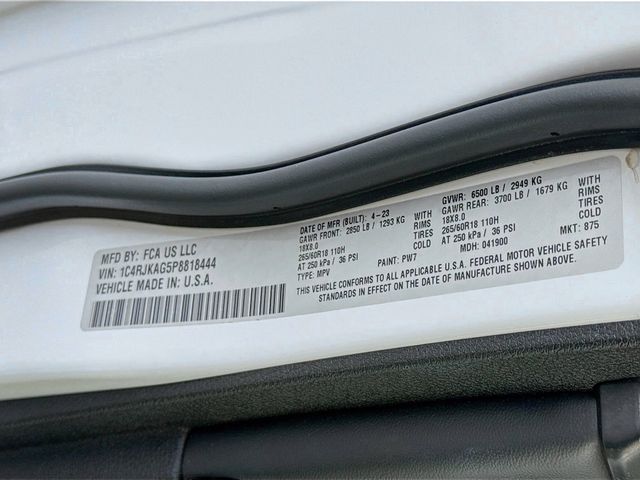 MFD BY: FCA US LLC
VIN: 1C4RJKAG5P8818444
VEHICLE MADE IN: U.S.A.
DATE OF MFR (BUILT): 4-23
GAWR FRONT: 2850 LB / 1293 KG WITH
18X8.0 RIMS
265/60R18 110H TIRES
AT 250 kPa / 36 PSI
TYPE: MPV
PAINT: PW7
GVWR: 6500 LB / 2949 KG
GAWR REAR: 3700 LB / 1679 KG WITH
18X8.0 RIMS
265/60R18 110H TIRES
AT 250 kPa / 36 PSI
MDH: 041900
MKT: 875
THIS VEHICLE CONFORMS TO ALL APPLICABLE U.S.A. FEDERAL MOTOR VEHICLE SAFETY
STANDARDS IN EFFECT ON THE DATE OF MANUFACTURE SHOWN ABOVE.